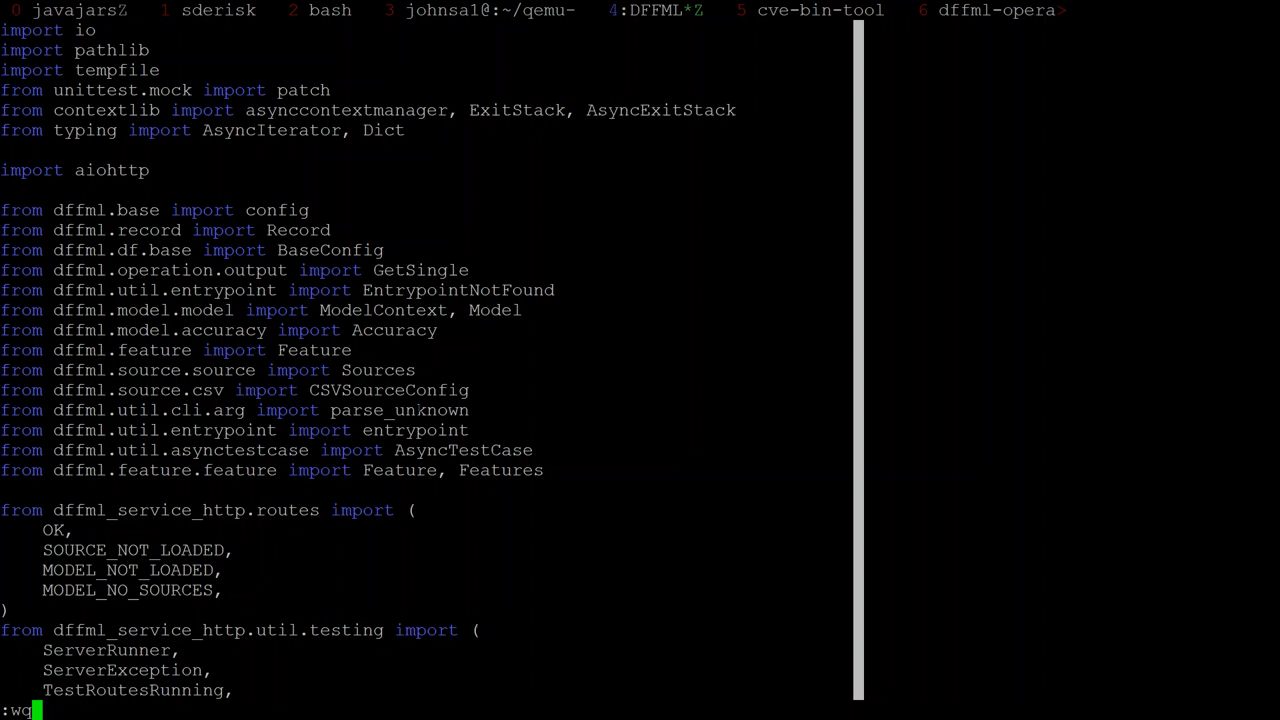 0 javajarsZ 1 sderisk 2 bash 3 johnsa1@:~/qemu- 4:DFFML*Z 5 cve-bin-tool 6 dffml-opera>
import io
import pathlib
import tempfile
from unittest.mock import patch
from contextlib import asynccontextmanager, ExitStack, AsyncExitStack
from typing import AsyncIterator, Dict
import aiohttp
from dffml.base import config
from dffml.record import Record
from dffml.df.base import BaseConfig
from dffml.operation.output import GetSingle
from dffml.util.entrypoint import EntrypointNotFound
from dffml.model.model import ModelContext, Model
from dffml.model.accuracy import Accuracy
from dffml.feature import Feature
from dffml.source.source import Sources
from dffml.source.csv import CSVSourceConfig
from dffml.util.cli.arg import parse_unknown
from dffml.util.entrypoint import entrypoint
from dffml.util.asynctestcase import AsyncTestCase
from dffml.feature.feature import Feature, Features
from dffml_service_http.routes import (
    OK,
    SOURCE_NOT_LOADED,
    MODEL_NOT_LOADED,
    MODEL_NO_SOURCES,
)
from dffml_service_http.util.testing import (
    ServerRunner,
    ServerException,
    TestRoutesRunning,
:wq